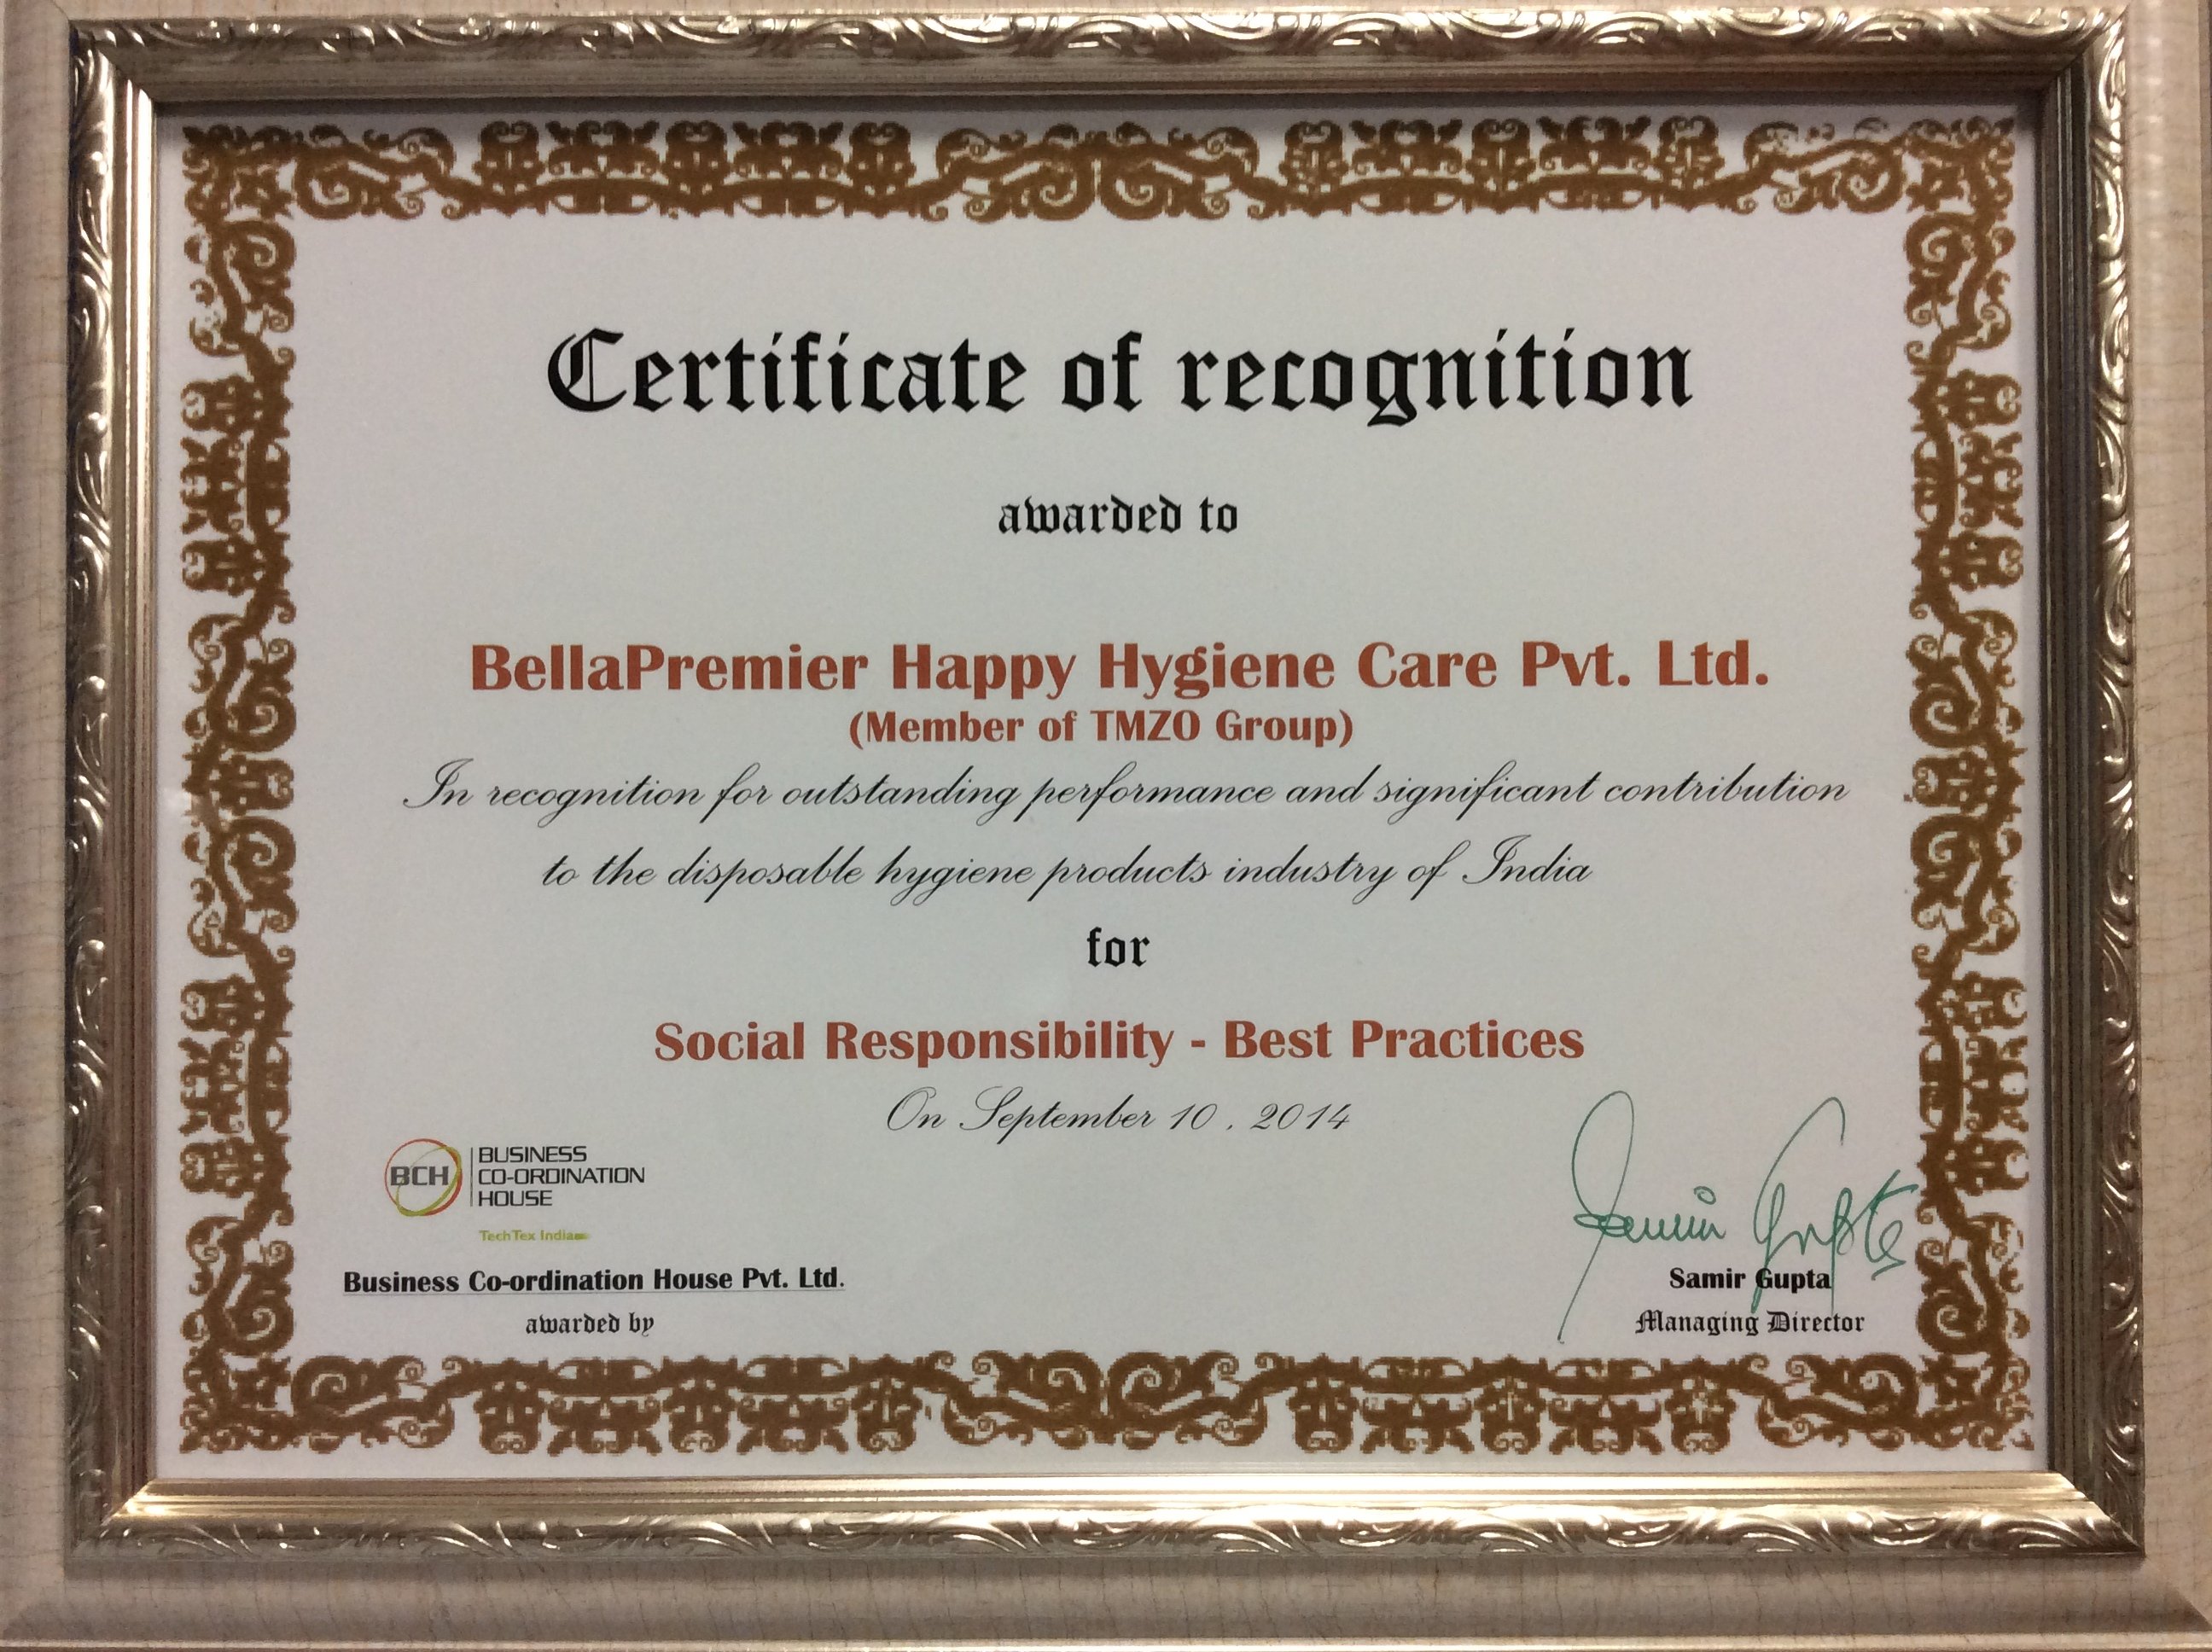 Certificate of recognition
awarded to
BellaPremier Happy Hygiene Care Pvt. Ltd.
(Member of TMZO Group)
In recognition for outstanding performance and significant contribution
to the disposable hygiene products industry of India
for
Social Responsibility - Best Practices
On September 10 , 2014
BCH
BUSINESS
CO-ORDINATION
HOUSE
TechTex India
Business Co-ordination House Pvt. Ltd.
awarded by
Samir Gupta
Samir Gupta
Managing Director